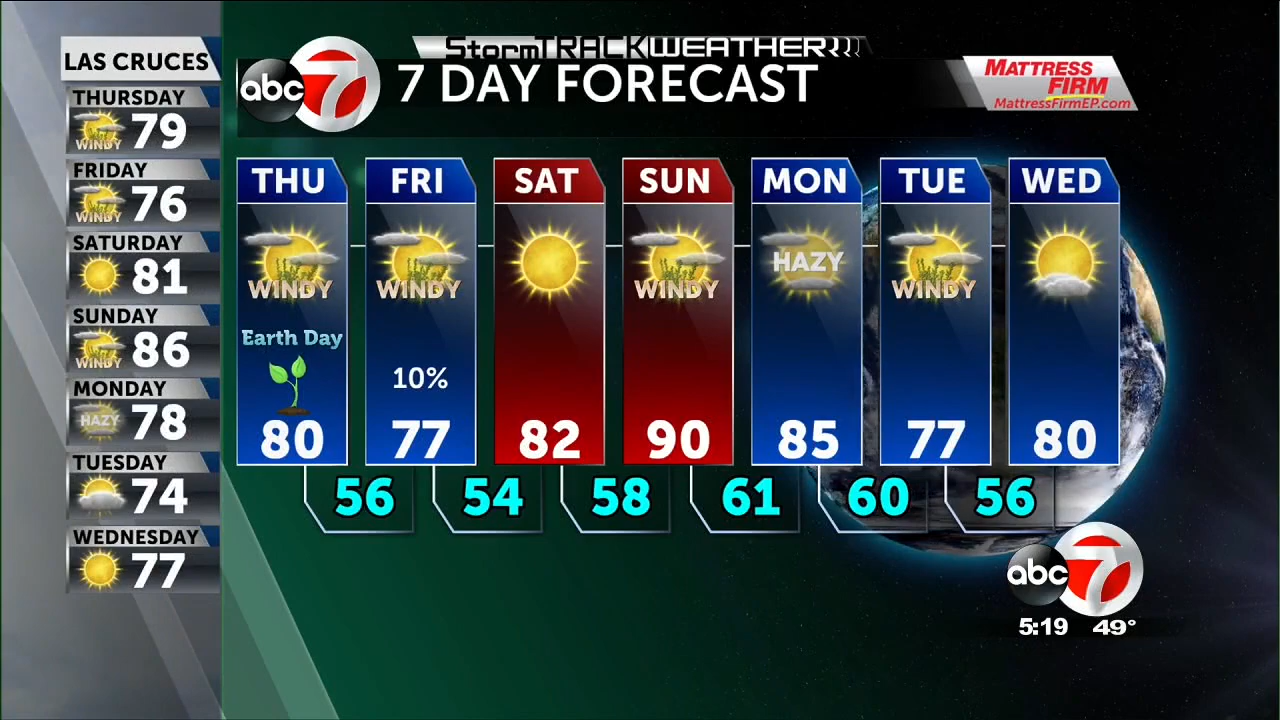 StormTRACKWEATHER
abc 7
7 DAY FORECAST
MATTRESS
FIRM
MattressFirmEP.com
LAS CRUCES
THURSDAY
WINDY 79
FRIDAY
WINDY 76
SATURDAY
81
SUNDAY
WINDY 86
MONDAY
HAZY 78
TUESDAY
74
WEDNESDAY
77
THU FRI SAT SUN MON TUE WED
WINDY WINDY WINDY HAZY WINDY
Earth Day
10%
80 77 82 90 85 77 80
56 54 58 61 60 56
abc 7
5:19 49°